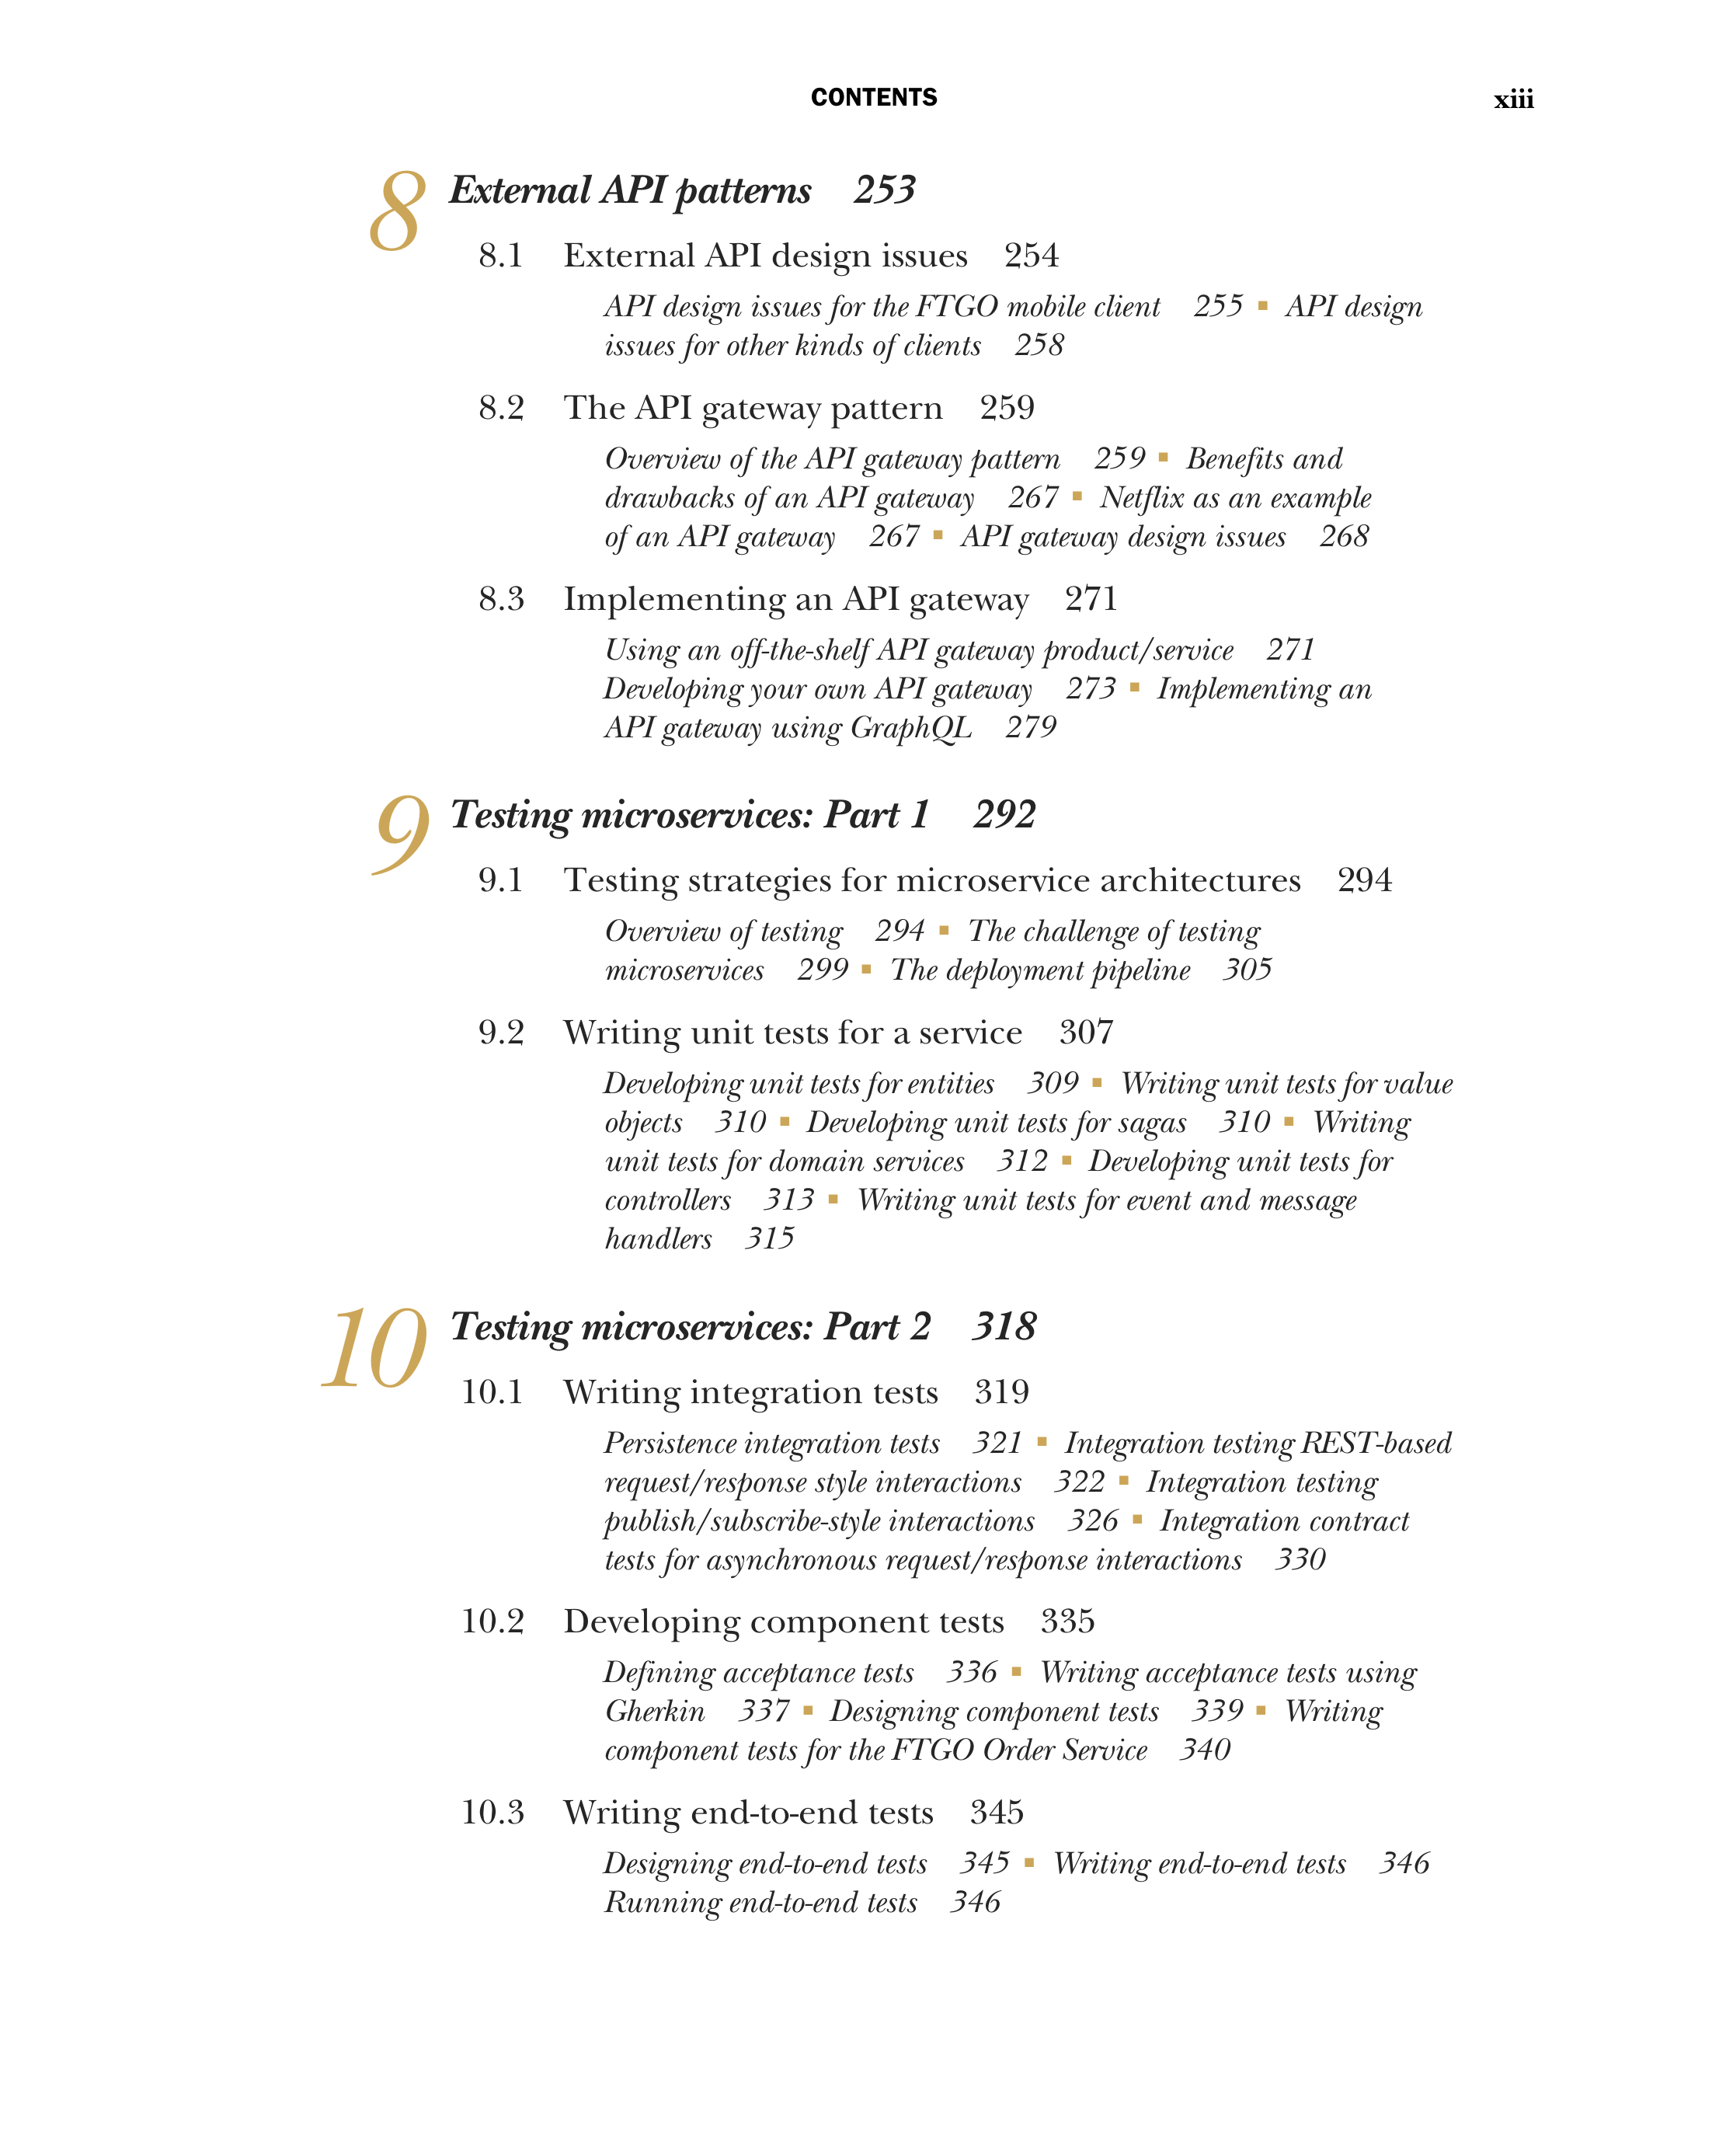 CONTENTS xiii
8 External API patterns 253
8.1 External API design issues 254
API design issues for the FTGO mobile client 255 ■ API design
issues for other kinds of clients 258
8.2 The API gateway pattern 259
Overview of the API gateway pattern 259 ■ Benefits and
drawbacks of an API gateway 267 ■ Netflix as an example
of an API gateway 267 ■ API gateway design issues 268
8.3 Implementing an API gateway 271
Using an off-the-shelf API gateway product/service 271
Developing your own API gateway 273 ■ Implementing an
API gateway using GraphQL 279
9 Testing microservices: Part 1 292
9.1 Testing strategies for microservice architectures 294
Overview of testing 294 ■ The challenge of testing
microservices 299 ■ The deployment pipeline 305
9.2 Writing unit tests for a service 307
Developing unit tests for entities 309 ■ Writing unit tests for value
objects 310 ■ Developing unit tests for sagas 310 ■ Writing
unit tests for domain services 312 ■ Developing unit tests for
controllers 313 ■ Writing unit tests for event and message
handlers 315
10 Testing microservices: Part 2 318
10.1 Writing integration tests 319
Persistence integration tests 321 ■ Integration testing REST-based
request/response style interactions 322 ■ Integration testing
publish/subscribe-style interactions 326 ■ Integration contract
tests for asynchronous request/response interactions 330
10.2 Developing component tests 335
Defining acceptance tests 336 ■ Writing acceptance tests using
Gherkin 337 ■ Designing component tests 339 ■ Writing
component tests for the FTGO Order Service 340
10.3 Writing end-to-end tests 345
Designing end-to-end tests 345 ■ Writing end-to-end tests 346
Running end-to-end tests 346